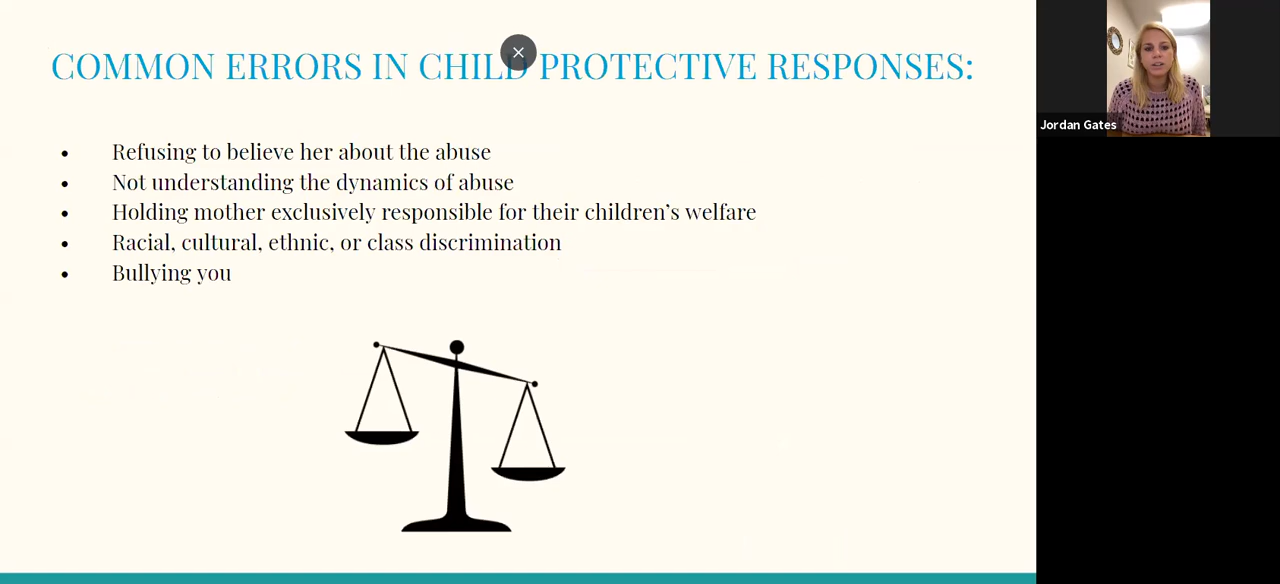 COMMON ERRORS IN CHILD PROTECTIVE RESPONSES:
• Refusing to believe her about the abuse
• Not understanding the dynamics of abuse
• Holding mother exclusively responsible for their children’s welfare
• Racial, cultural, ethnic, or class discrimination
• Bullying you
Jordan Gates